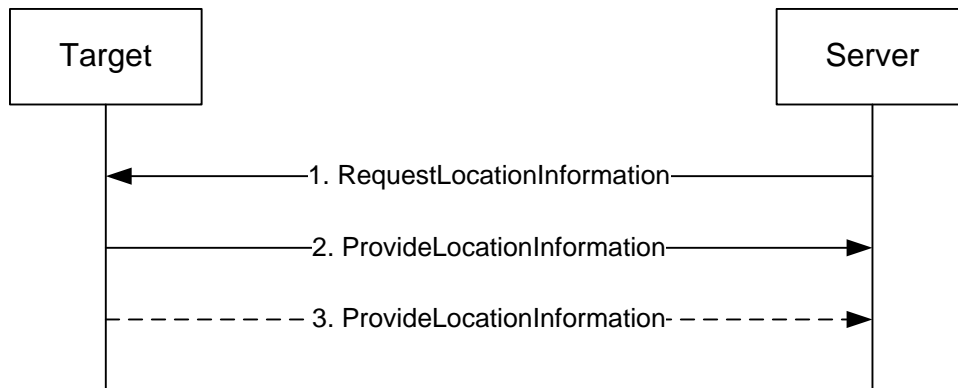 Target
Server
1. RequestLocationInformation
2. ProvideLocationInformation
3. ProvideLocationInformation